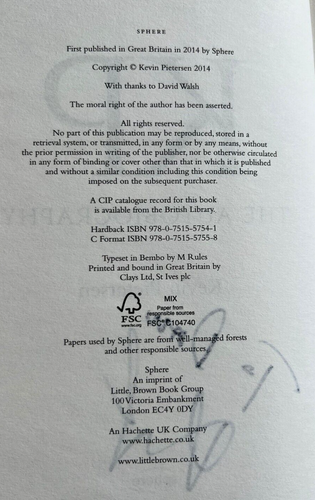 SPHERE
First published in Great Britain in 2014 by Sphere
Copyright © Kevin Pietersen 2014
With thanks to David Walsh
The moral right of the author has been asserted.
All rights reserved.
No part of this publication may be reproduced, stored in a
retrieval system, or transmitted, in any form or by any means, without
the prior permission in writing of the publisher, nor be otherwise circulated
in any form of binding or cover other than that in which it is published
and without a similar condition including this condition being
imposed on the subsequent purchaser.
A CIP catalogue record for this book
is available from the British Library.
Hardback ISBN 978-0-7515-5754-1
C Format ISBN 978-0-7515-5755-8
Typeset in Bembo by M Rules
Printed and bound in Great Britain by
Clays Ltd, St Ives plc
FSC
www.fsc.org
MIX
Paper from
responsible sources
FSC® C104740
Papers used by Sphere are from well-managed forests
and other responsible sources.
Sphere
An imprint of
Little, Brown Book Group
100 Victoria Embankment
London EC4Y 0DY
An Hachette UK Company
www.hachette.co.uk
www.littlebrown.co.uk